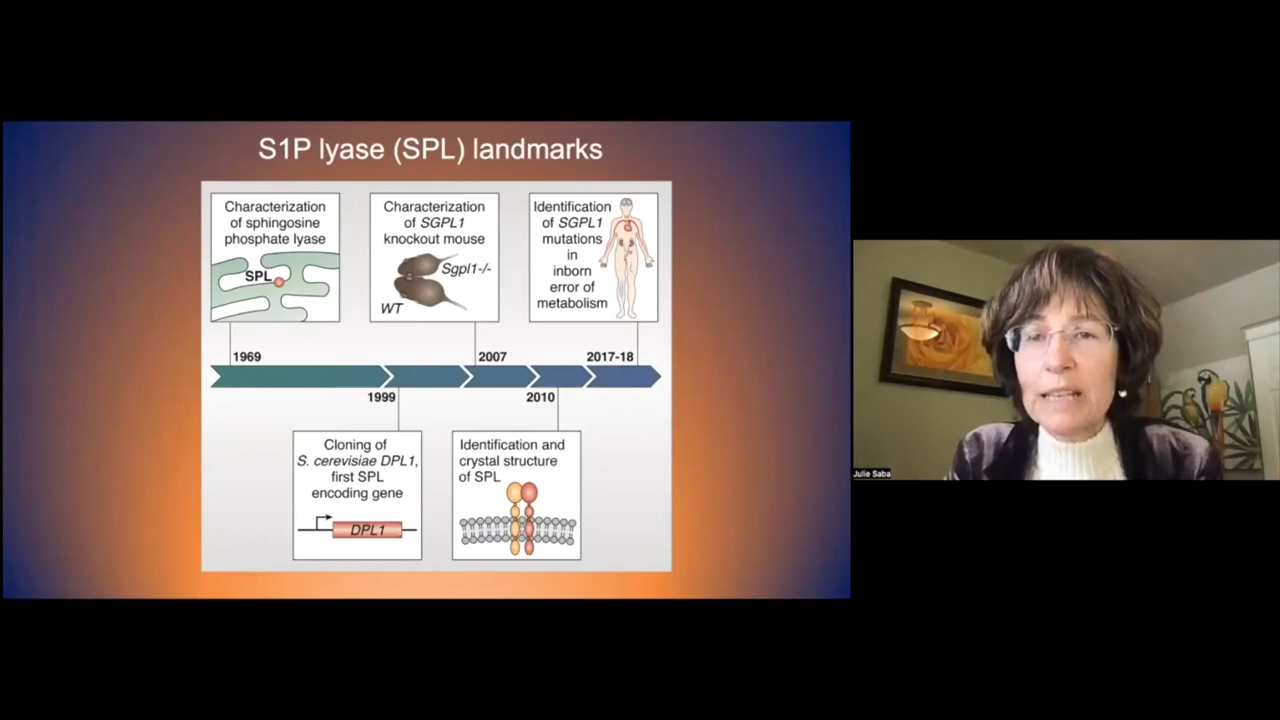 S1P lyase (SPL) landmarks
Characterization
of sphingosine
phosphate lyase
SPL
Characterization
of SGPL1
knockout mouse
Sgpl1-/-
WT
Identification
of SGPL1
mutations
in
inborn
error of
metabolism
1969
2007
2017-18
1999
2010
Cloning of
S. cerevisiae DPL1,
first SPL
encoding gene
DPL1
Identification and
crystal structure
of SPL
Julie Saba